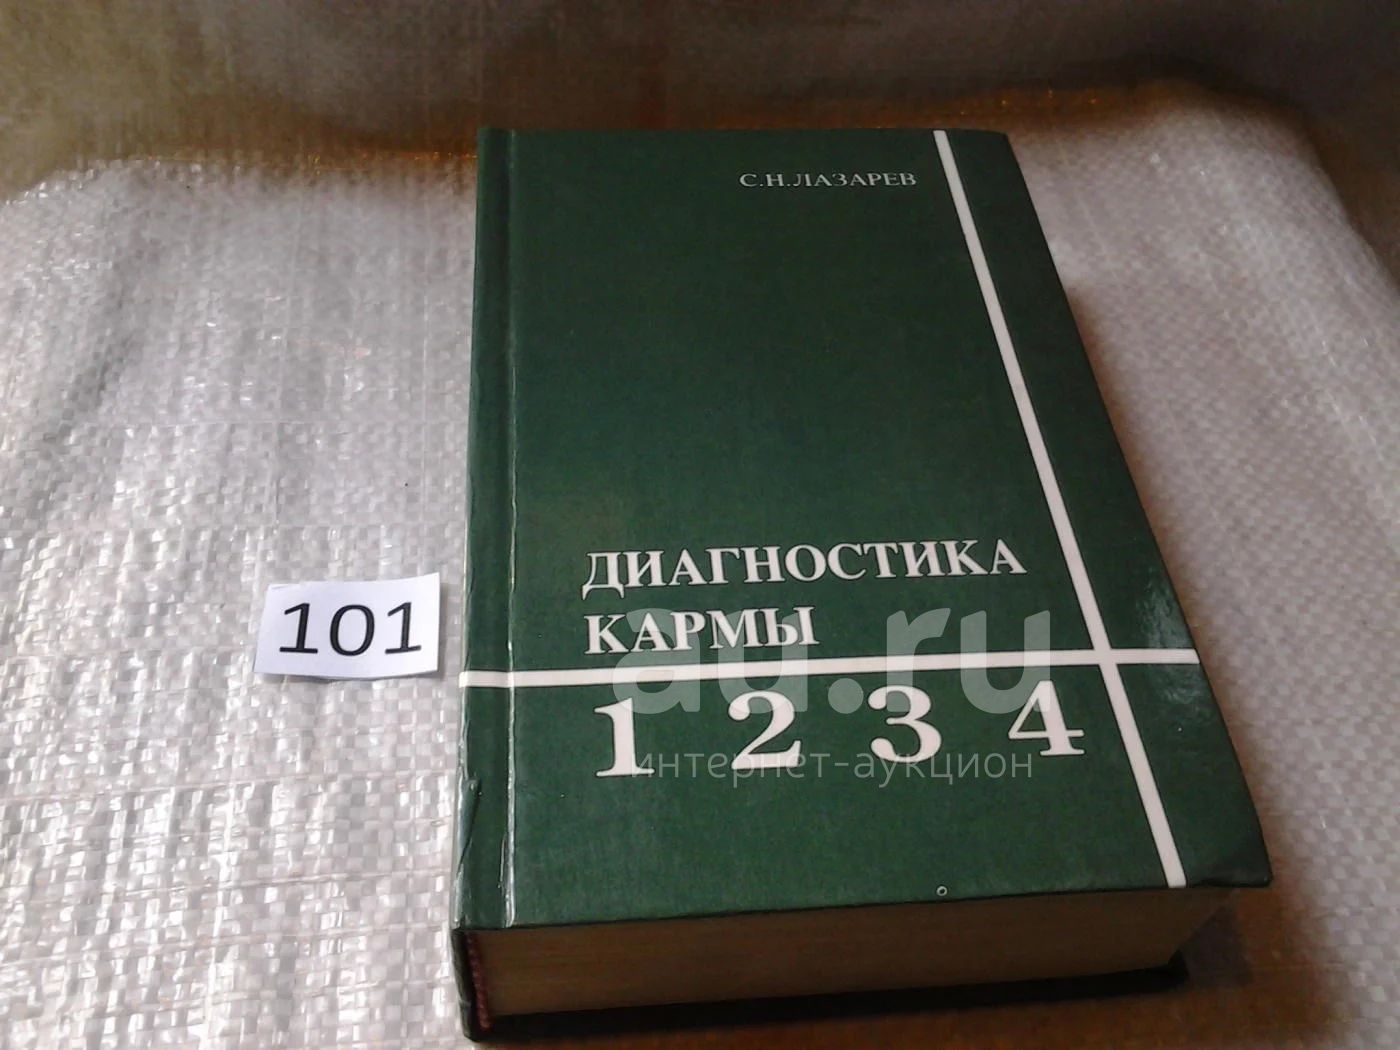 С.Н.ЛАЗАРЕВ
ДИАГНОСТИКА
КАРМЫ
101
1 2 3 4
au.ru
интернет-аукцион